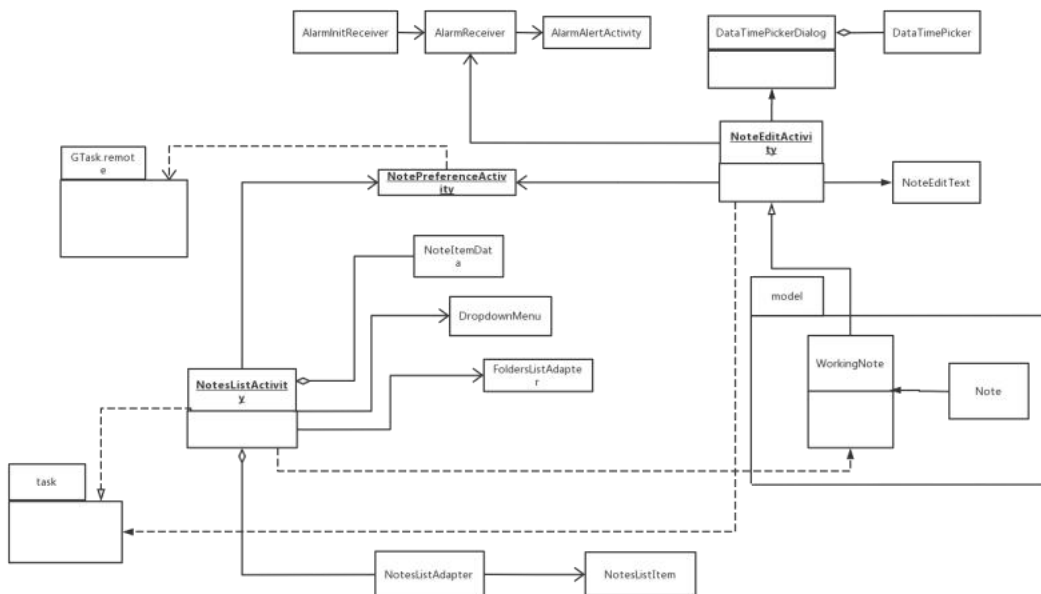 AlarmInitReceiver
AlarmReceiver
AlarmAlertActivity
DataTimePickerDialog
DataTimePicker
NoteEditActivi
ty
GTask.remot
e
NotePreferenceActiv
ity
NoteEditText
NoteItemDat
a
model
DropdownMenu
WorkingNote
FoldersListAdapte
r
NotesListActivit
y
Note
task
NotesListAdapter
NotesListItem